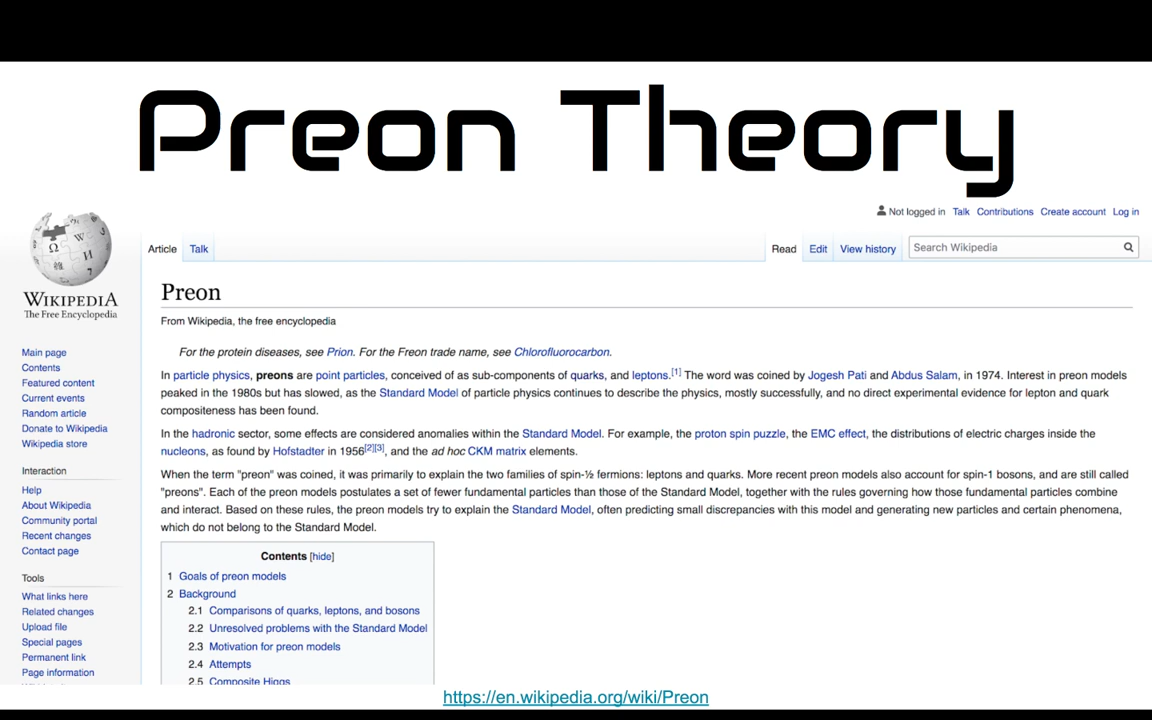 Preon Theory
Not logged in Talk Contributions Create account Log in
Article Talk Read Edit View history Search Wikipedia
WIKIPEDIA
The Free Encyclopedia
Main page
Contents
Featured content
Current events
Random article
Donate to Wikipedia
Wikipedia store
Interaction
Help
About Wikipedia
Community portal
Recent changes
Contact page
Tools
What links here
Related changes
Upload file
Special pages
Permanent link
Page information
Preon
From Wikipedia, the free encyclopedia
For the protein diseases, see Prion. For the Freon trade name, see Chlorofluorocarbon.
In particle physics, preons are point particles, conceived of as sub-components of quarks, and leptons.[1] The word was coined by Jogesh Pati and Abdus Salam, in 1974. Interest in preon models
peaked in the 1980s but has slowed, as the Standard Model of particle physics continues to describe the physics, mostly successfully, and no direct experimental evidence for lepton and quark
compositeness has been found.
In the hadronic sector, some effects are considered anomalies within the Standard Model. For example, the proton spin puzzle, the EMC effect, the distributions of electric charges inside the
nucleons, as found by Hofstadter in 1956[2][3], and the ad hoc CKM matrix elements.
When the term "preon" was coined, it was primarily to explain the two families of spin-½ fermions: leptons and quarks. More recent preon models also account for spin-1 bosons, and are still called
"preons". Each of the preon models postulates a set of fewer fundamental particles than those of the Standard Model, together with the rules governing how those fundamental particles combine
and interact. Based on these rules, the preon models try to explain the Standard Model, often predicting small discrepancies with this model and generating new particles and certain phenomena,
which do not belong to the Standard Model.
Contents [hide]
1 Goals of preon models
2 Background
2.1 Comparisons of quarks, leptons, and bosons
2.2 Unresolved problems with the Standard Model
2.3 Motivation for preon models
2.4 Attempts
2.5 Composite Higgs
https://en.wikipedia.org/wiki/Preon